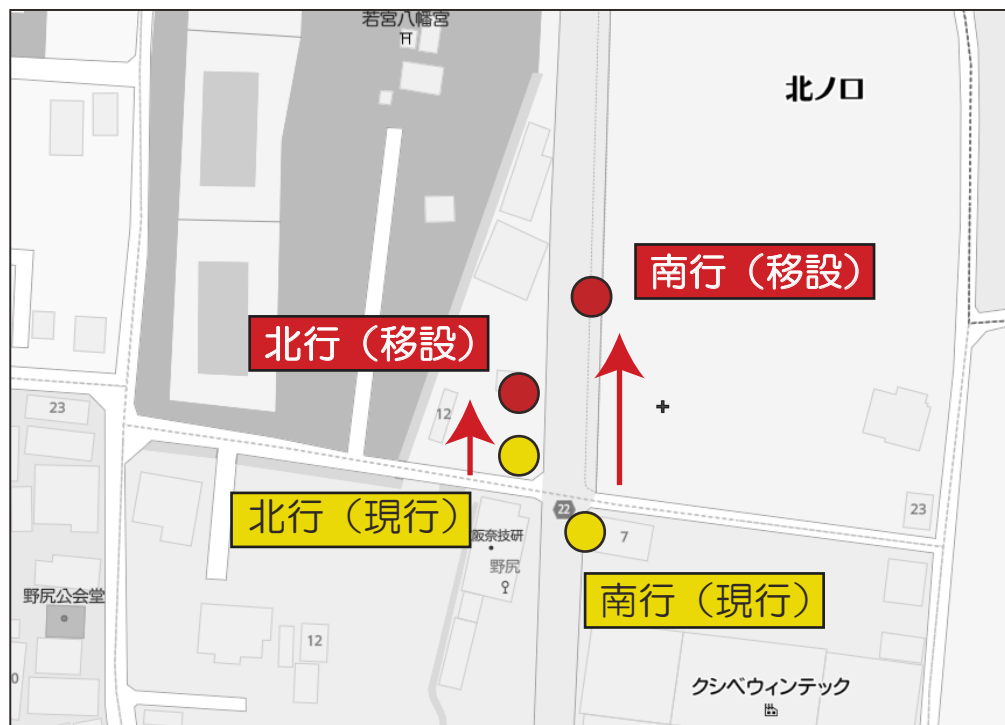 若宮八幡宮
北ノ口
南行（移設）
北行（移設）
23
12
北行（現行）
22
23
阪奈技研
7
野尻
南行（現行）
野尻公会堂
12
0
クシベウィンテック